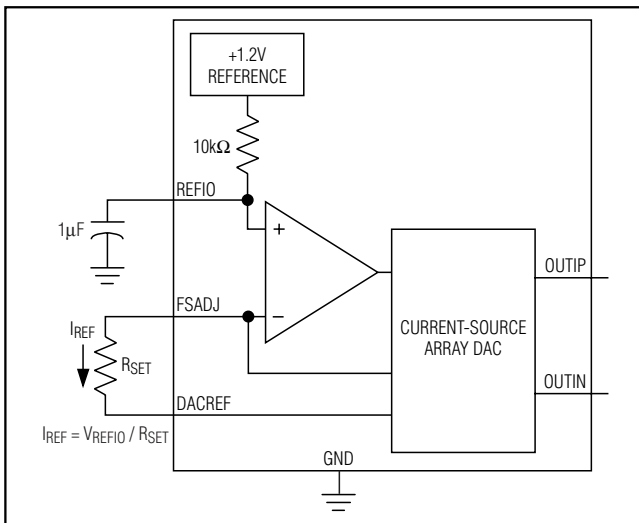 +1.2V
REFERENCE
10kΩ
REFIO
1μF
+
FSADJ
−
IREF
RSET
DACREF
IREF = VREFIO / RSET
CURRENT-SOURCE
ARRAY DAC
OUTIP
OUTIN
GND